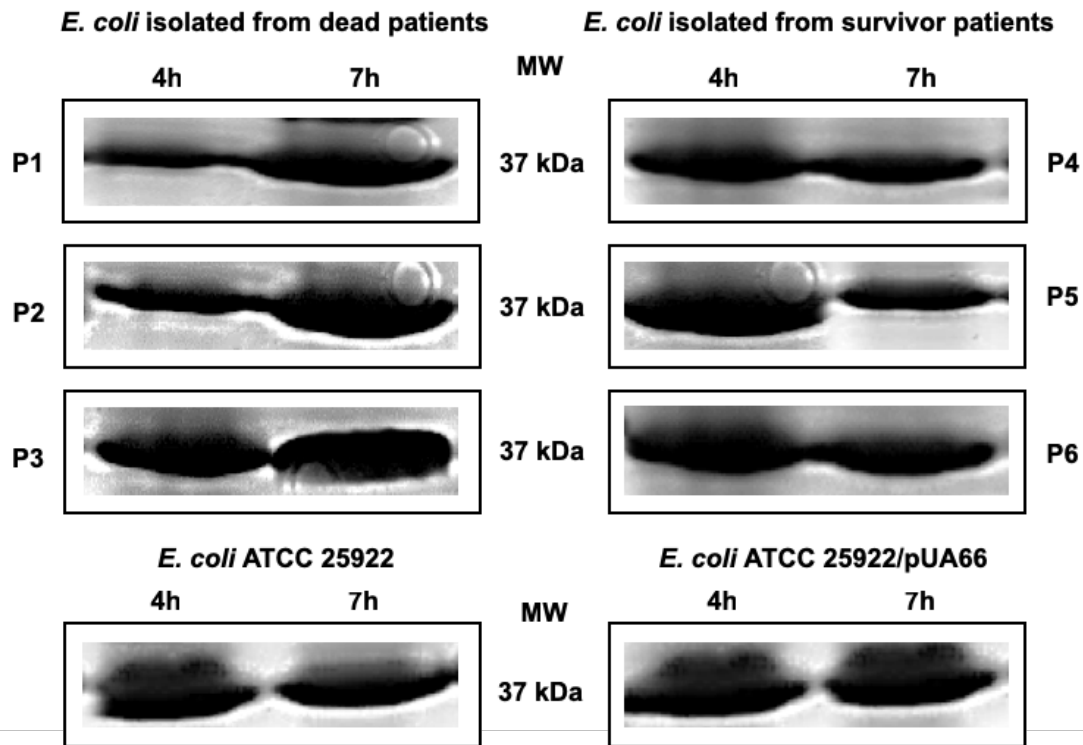 E. coli isolated from dead patients
E. coli isolated from survivor patients
4h 7h MW 4h 7h
P1 37 kDa P4
P2 37 kDa P5
P3 37 kDa P6
E. coli ATCC 25922
E. coli ATCC 25922/pUA66
4h 7h MW 4h 7h
37 kDa